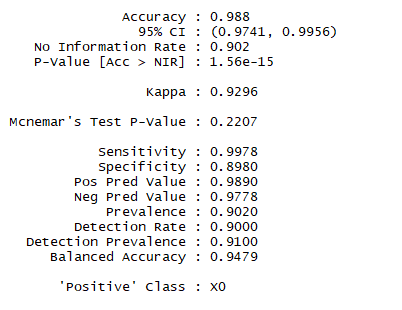 Accuracy : 0.988
95% CI : (0.9741, 0.9956)
No Information Rate : 0.902
P-Value [Acc > NIR] : 1.56e-15
Kappa : 0.9296
Mcnemar's Test P-Value : 0.2207
Sensitivity : 0.9978
Specificity : 0.8980
Pos Pred Value : 0.9890
Neg Pred Value : 0.9778
Prevalence : 0.9020
Detection Rate : 0.9000
Detection Prevalence : 0.9100
Balanced Accuracy : 0.9479
'Positive' Class : X0